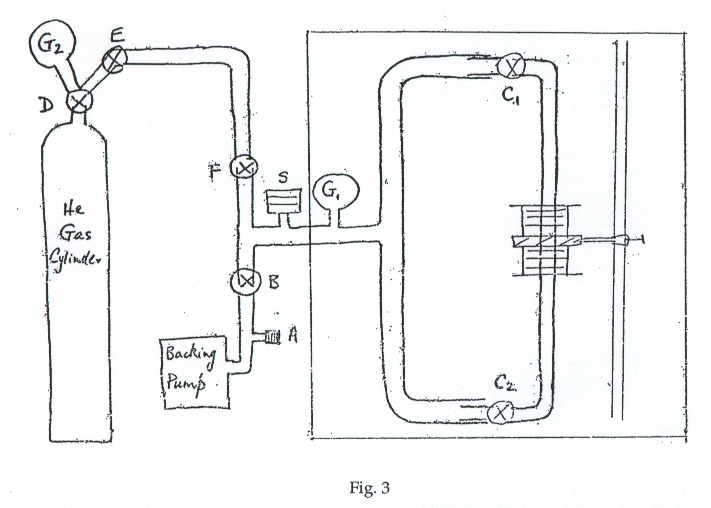 G2
E
D
F
S
G1
C1
He
Gas
Cylinder
B
A
Backing
Pump
C2
Fig. 3